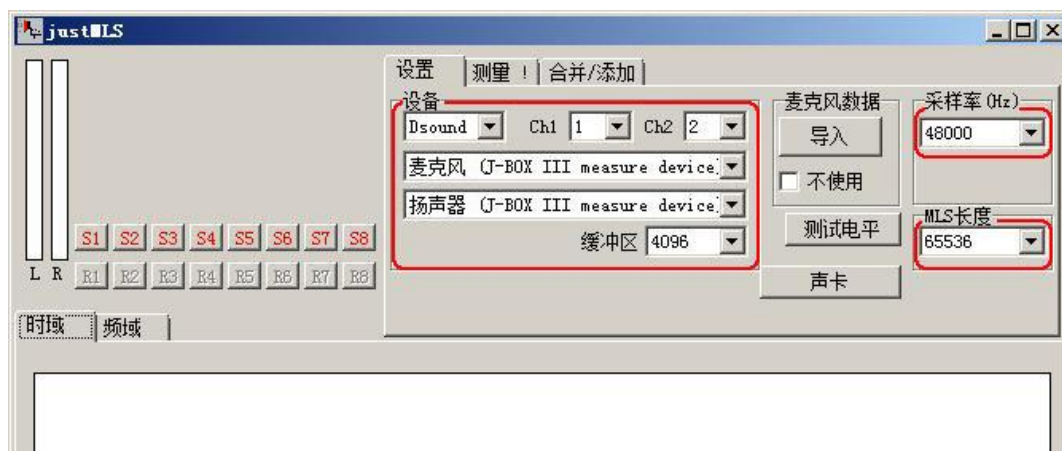 justMLS
设置 测量 ! 合并/添加
设备
Dsound Ch1 1 Ch2 2
麦克风 (J-BOX III measure device)
扬声器 (J-BOX III measure device)
缓冲区 4096
麦克风数据
导入
不使用
测试电平
声卡
采样率(Hz)
48000
MLS长度
65536
S1 S2 S3 S4 S5 S6 S7 S8
L R R1 R2 R3 R4 R5 R6 R7 R8
时域 频域